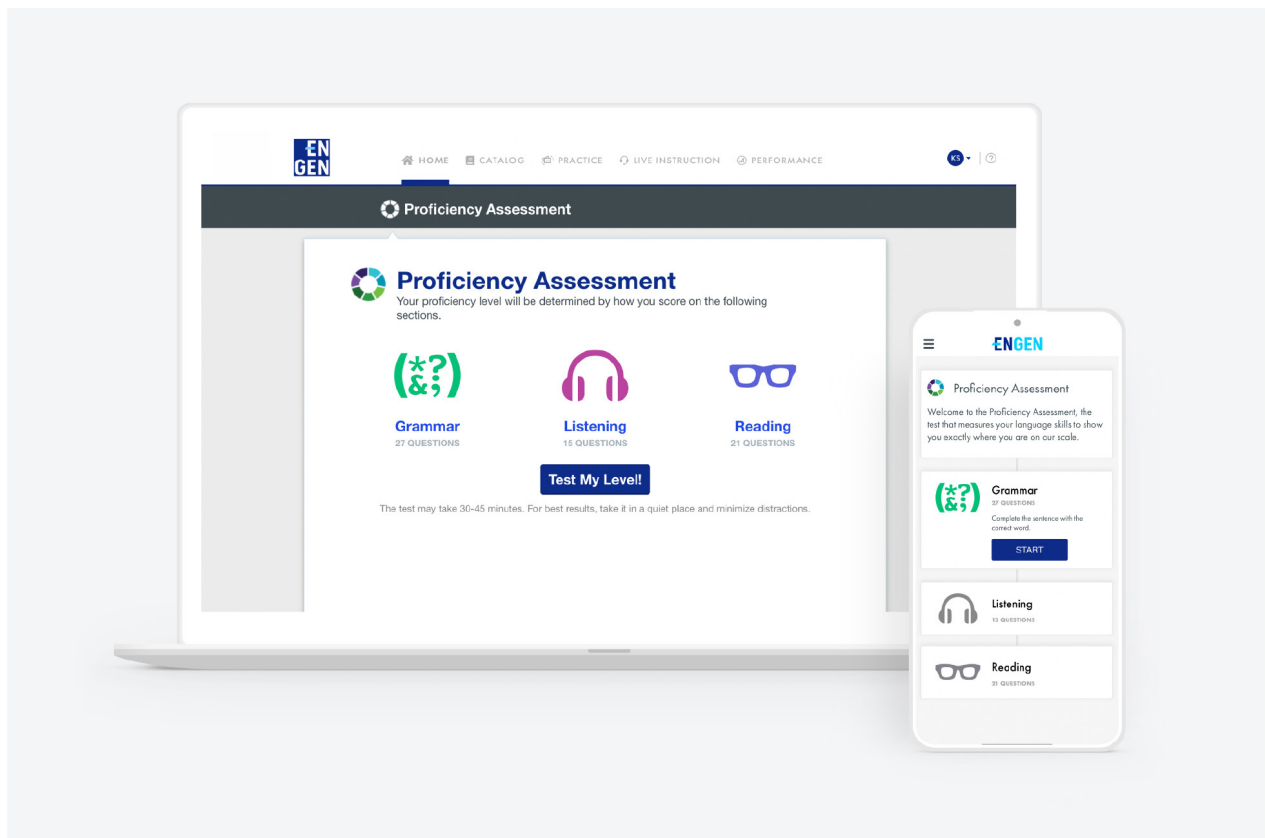 EN
GEN
HOME
CATALOG
PRACTICE
LIVE INSTRUCTION
PERFORMANCE
KS
Proficiency Assessment
Proficiency Assessment
Your proficiency level will be determined by how you score on the following
sections.
(*?&;)
Grammar
27 QUESTIONS
Listening
15 QUESTIONS
Reading
21 QUESTIONS
Test My Level!
The test may take 30-45 minutes. For best results, take it in a quiet place and minimize distractions.
ENGEN
Proficiency Assessment
Welcome to the Proficiency Assessment, the
test that measures your language skills to show
you exactly where you are on our scale.
(*?&;)
Grammar
27 QUESTIONS
Complete the sentence with the
correct word.
START
Listening
15 QUESTIONS
Reading
21 QUESTIONS